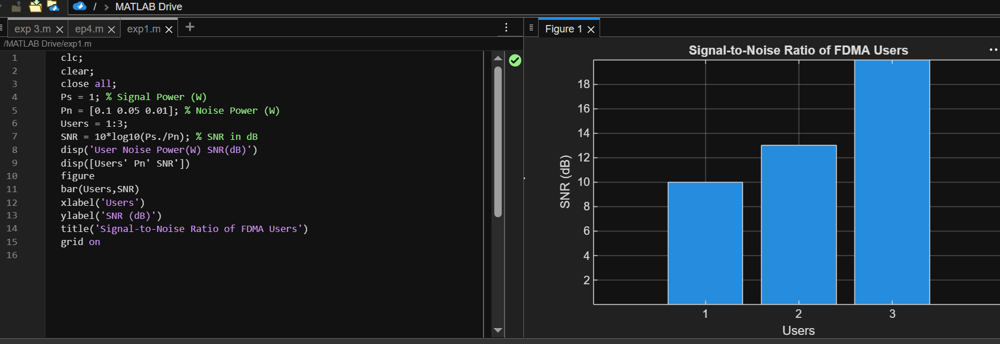 / > MATLAB Drive
exp 3.m × ep4.m × exp1.m × +
/MATLAB Drive/exp1.m
1 clc;
2 clear;
3 close all;
4 Ps = 1; % Signal Power (W)
5 Pn = [0.1 0.05 0.01]; % Noise Power (W)
6 Users = 1:3;
7 SNR = 10*log10(Ps./Pn); % SNR in dB
8 disp('User Noise Power(W) SNR(dB)')
9 disp([Users' Pn' SNR'])
10 figure
11 bar(Users,SNR)
12 xlabel('Users')
13 ylabel('SNR (dB)')
14 title('Signal-to-Noise Ratio of FDMA Users')
15 grid on
16
Figure 1 ×
Signal-to-Noise Ratio of FDMA Users
SNR (dB)
18
16
14
12
10
8
6
4
2
1 2 3
Users